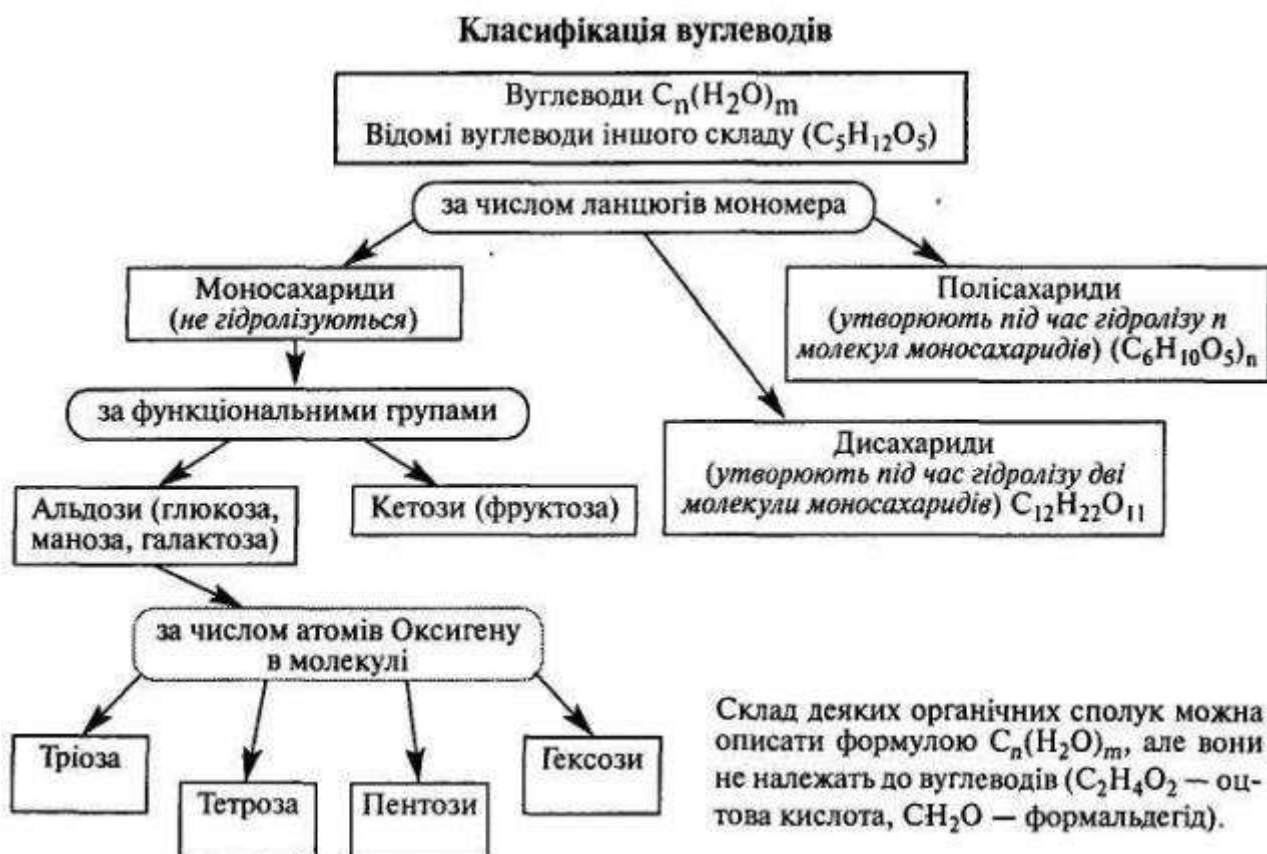 Класифікація вуглеводів
Вуглеводи Cn(H2O)m
Відомі вуглеводи іншого складу (C5H12O5)
за числом ланцюгів мономера
Моносахариди
(не гідролізуються)
Полісахариди
(утворюють під час гідролізу n
молекул моносахаридів) (C6H10O5)n
за функціональними групами
Дисахариди
(утворюють під час гідролізу дві
молекули моносахаридів) C12H22O11
Альдози (глюкоза,
маноза, галактоза)
Кетози (фруктоза)
за числом атомів Оксигену
в молекулі
Тріоза
Тетроза
Пентози
Гексози
Склад деяких органічних сполук можна
описати формулою Cn(H2O)m, але вони
не належать до вуглеводів (C2H4O2 — оц-
това кислота, CH2O — формальдегід).